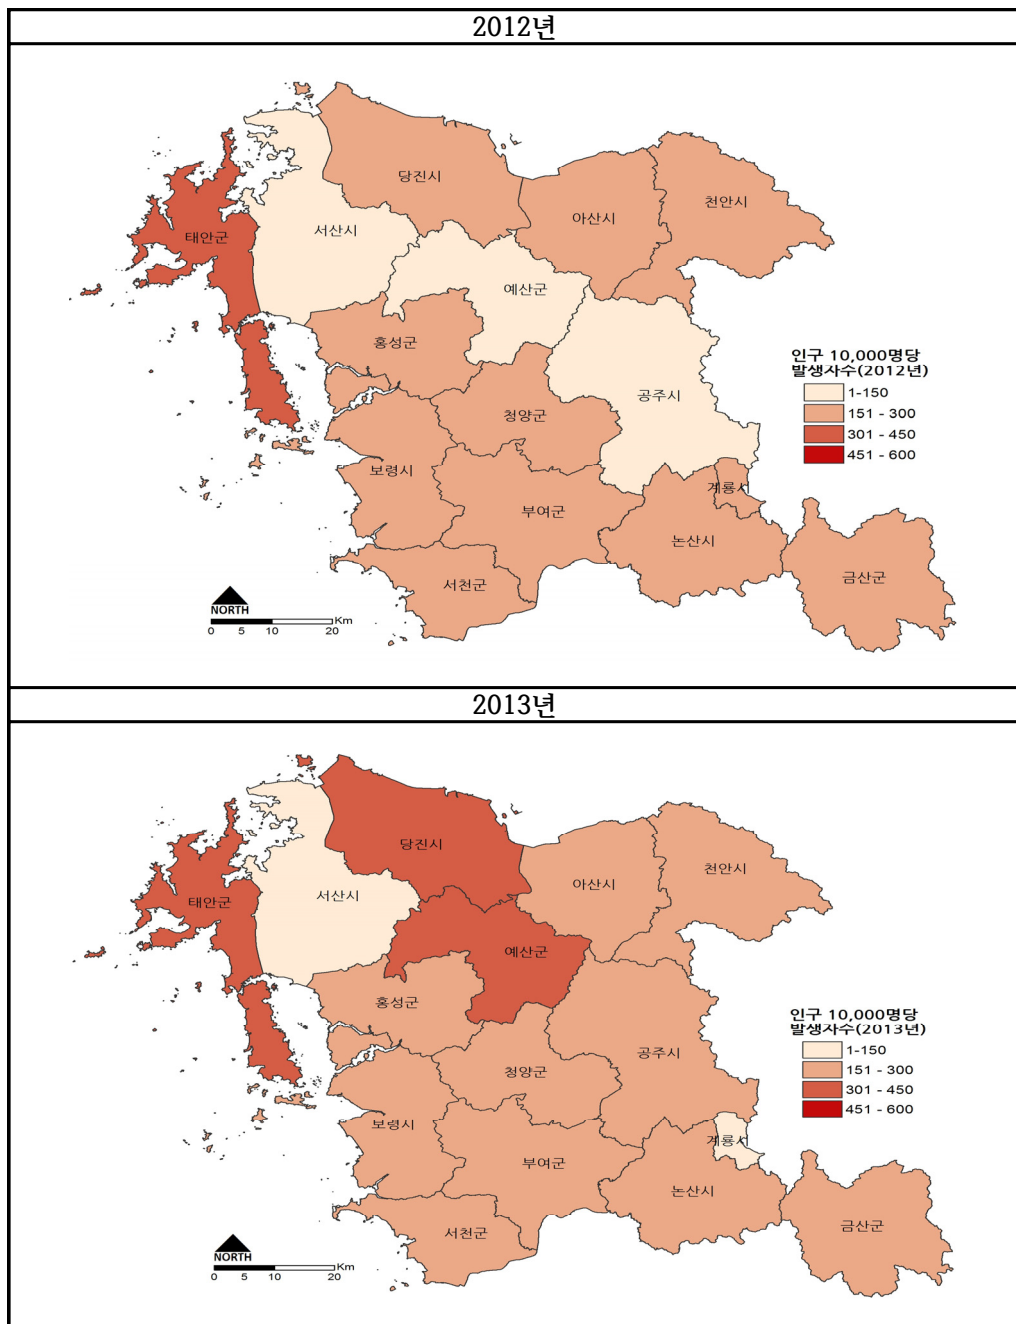 2012년
당진시
천안시
아산시
서산시
태안군
예산군
홍성군
인구 10,000명당
발생자수(2012년)
1-150
151 - 300
301 - 450
451 - 600
공주시
청양군
보령시
계룡시
부여군
논산시
서천군
금산군
NORTH
Km
0 5 10 20
2013년
당진시
천안시
아산시
서산시
태안군
예산군
홍성군
인구 10,000명당
발생자수(2013년)
1-150
151 - 300
301 - 450
451 - 600
공주시
청양군
보령시
계룡시
부여군
논산시
금산군
서천군
NORTH
Km
0 5 10 20